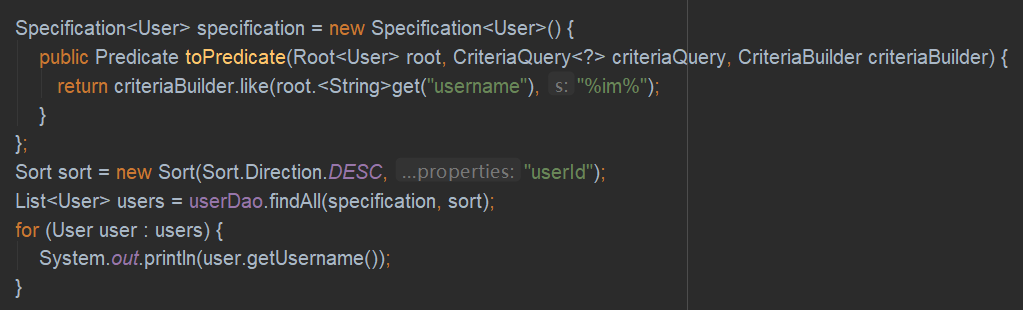 Specification<User> specification = new Specification<User>() {
public Predicate toPredicate(Root<User> root, CriteriaQuery<?> criteriaQuery, CriteriaBuilder criteriaBuilder) {
return criteriaBuilder.like(root.<String>get("username"), s: "%im%");
}
};
Sort sort = new Sort(Sort.Direction.DESC, ...properties: "userId");
List<User> users = userDao.findAll(specification, sort);
for (User user : users) {
System.out.println(user.getUsername());
}